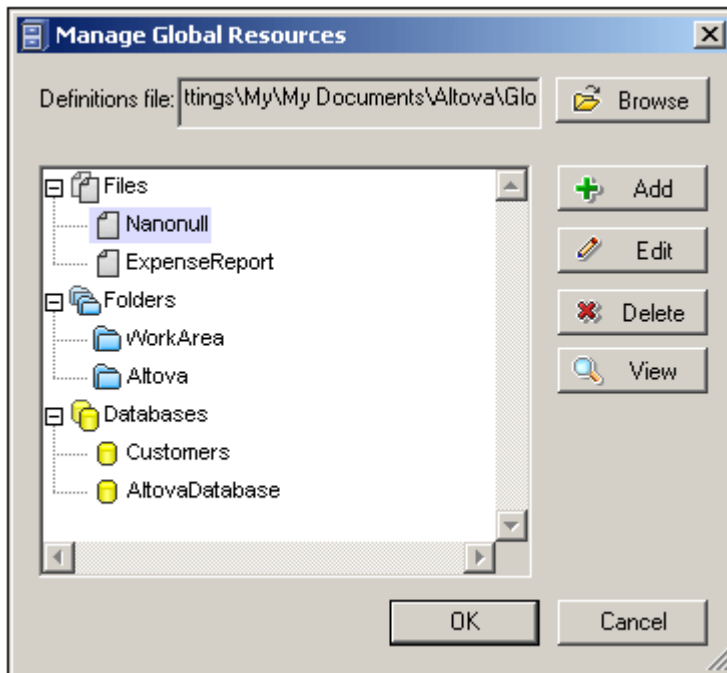 Manage Global Resources
Definitions file: ttings\My\My Documents\Altova\Glo Browse
Files
Nanonull
ExpenseReport
Folders
WorkArea
Altova
Databases
Customers
AltovaDatabase
Add
Edit
Delete
View
OK Cancel